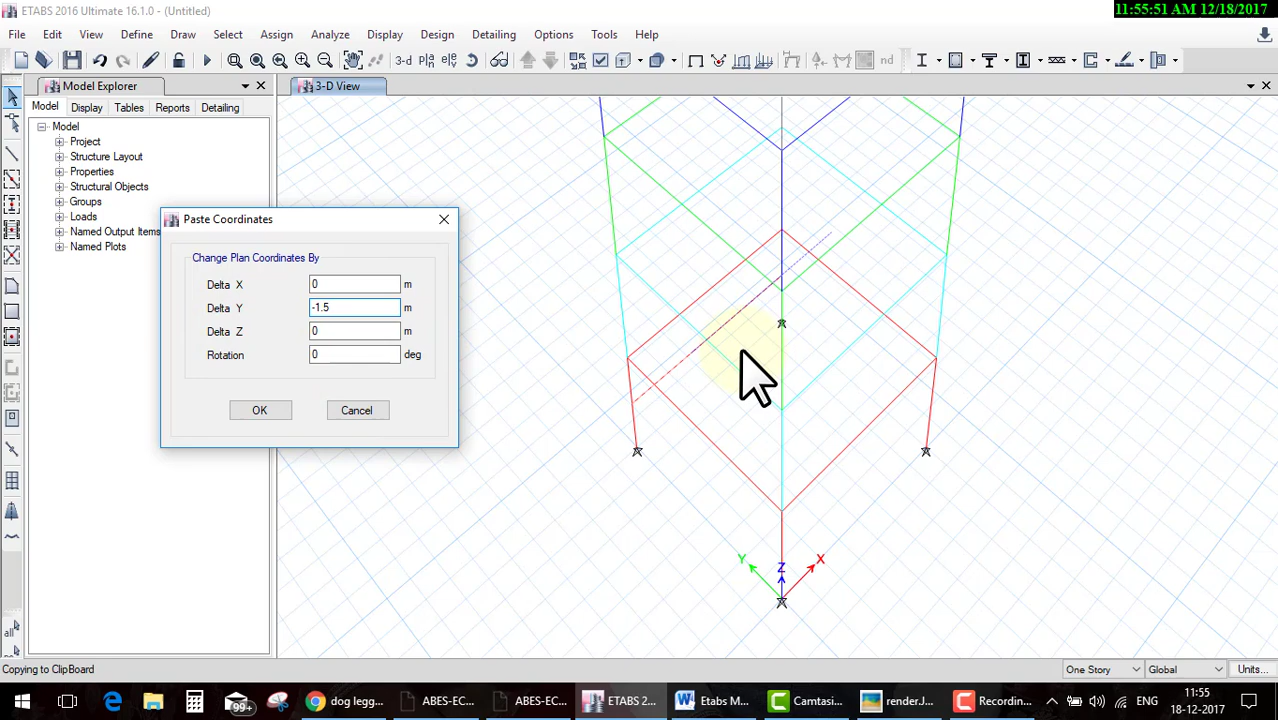 ETABS 2016 Ultimate 16.1.0 - (Untitled)
11:55:51 AM 12/18/2017
File Edit View Define Draw Select Assign Analyze Display Design Detailing Options Tools Help
3-d nd
Model Explorer
3-D View
Model Display Tables Reports Detailing
Model
Project
Structure Layout
Properties
Structural Objects
Groups
Loads
Named Output Items
Named Plots
Paste Coordinates
Change Plan Coordinates By
Delta X 0 m
Delta Y -1.5 m
Delta Z 0 m
Rotation 0 deg
OK Cancel
Y Z X
all
Copying to ClipBoard
One Story Global Units...
99+ dog legg... ABES-EC... ABES-EC... ETABS 2... Etabs M... Camtasi... render.J... Recordin... ENG 11:55
18-12-2017